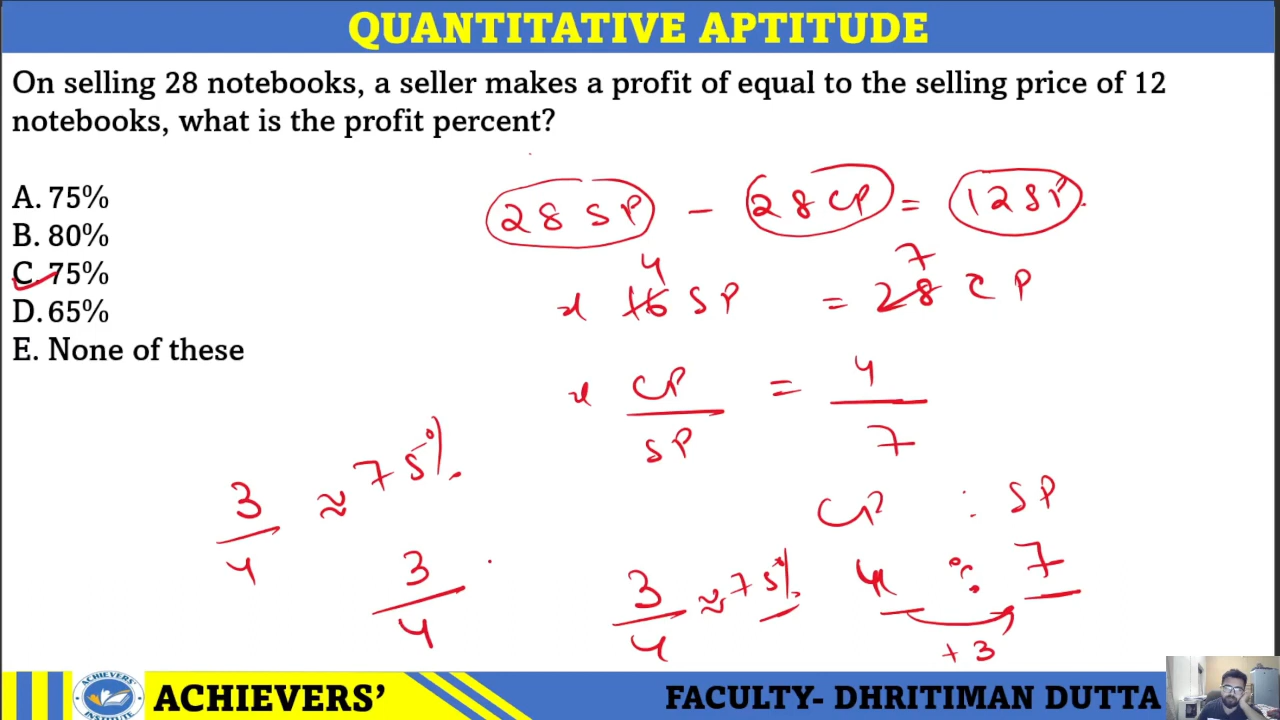 QUANTITATIVE APTITUDE
On selling 28 notebooks, a seller makes a profit of equal to the selling price of 12
notebooks, what is the profit percent?
A. 75%
B. 80%
C. 75%
D. 65%
E. None of these
28 SP - 28 CP = 12 SP
4 7
16 SP = 28 CP
CP = 4
SP 7
3 ≈ 75%
4
CP : SP
3
4
3 ≈ 75%
4
4 : 7
+3
ACHIEVERS
INSTITUTE
ACHIEVERS’
FACULTY- DHRITIMAN DUTTA